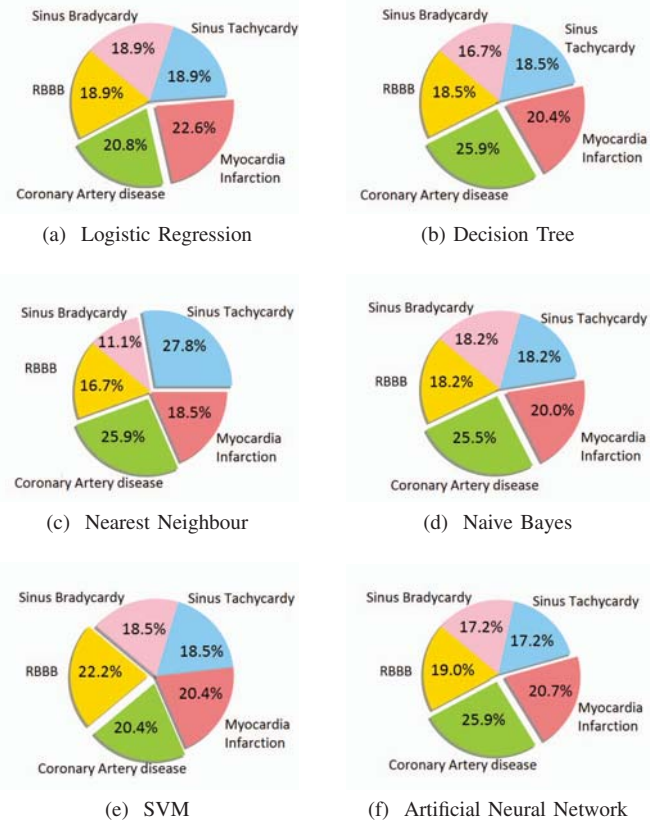 Sinus Bradycardy
Sinus Tachycardy
18.9%
18.9%
RBBB
18.9%
22.6%
20.8%
Myocardia
Infarction
Coronary Artery disease
(a) Logistic Regression
Sinus Bradycardy
Sinus
Tachycardy
16.7%
18.5%
RBBB
18.5%
20.4%
25.9%
Myocardia
Infarction
Coronary Artery disease
(b) Decision Tree
Sinus Bradycardy
Sinus Tachycardy
11.1%
27.8%
RBBB
16.7%
18.5%
25.9%
Myocardia
Infarction
Coronary Artery disease
(c) Nearest Neighbour
Sinus Bradycardy
Sinus Tachycardy
18.2%
18.2%
RBBB
18.2%
20.0%
25.5%
Myocardia
Infarction
Coronary Artery disease
(d) Naive Bayes
Sinus Bradycardy
Sinus Tachycardy
18.5%
18.5%
RBBB
22.2%
20.4%
20.4%
Myocardia
Infarction
Coronary Artery disease
(e) SVM
Sinus Bradycardy
Sinus Tachycardy
17.2%
17.2%
RBBB
19.0%
20.7%
25.9%
Myocardia
Infarction
Coronary Artery disease
(f) Artificial Neural Network